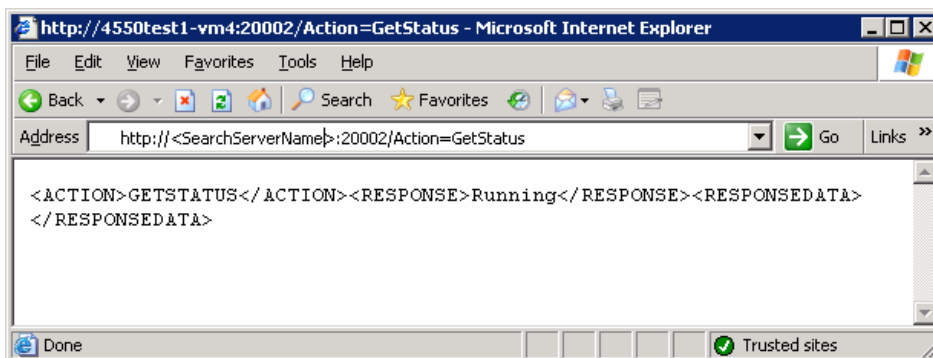 http://4550test1-vm4:20002/Action=GetStatus - Microsoft Internet Explorer
File Edit View Favorites Tools Help
Back Search Favorites
Address http://<SearchServerName>:20002/Action=GetStatus Go Links »
<ACTION>GETSTATUS</ACTION><RESPONSE>Running</RESPONSE><RESPONSEDATA>
</RESPONSEDATA>
Done Trusted sites